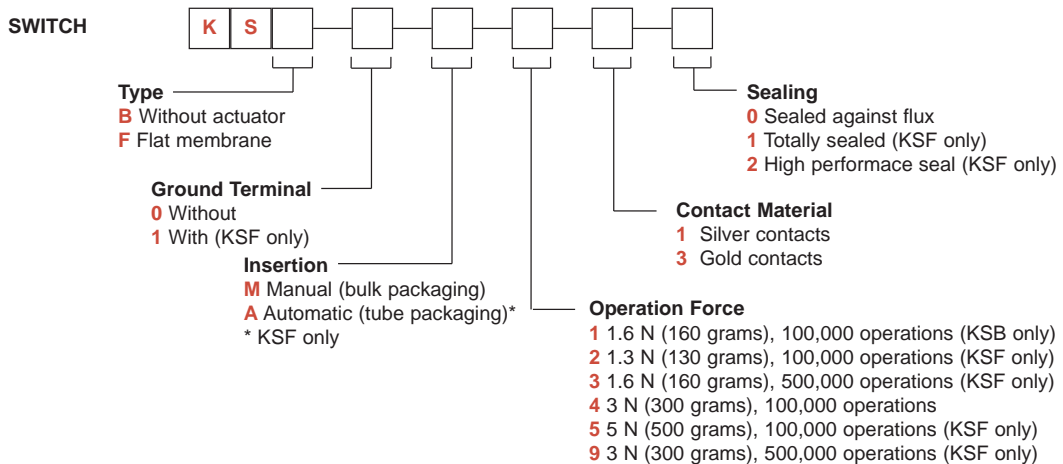 SWITCH
K S
Type
B Without actuator
F Flat membrane
Ground Terminal
0 Without
1 With (KSF only)
Insertion
M Manual (bulk packaging)
A Automatic (tube packaging)*
* KSF only
Operation Force
1 1.6 N (160 grams), 100,000 operations (KSB only)
2 1.3 N (130 grams), 100,000 operations (KSF only)
3 1.6 N (160 grams), 500,000 operations (KSF only)
4 3 N (300 grams), 100,000 operations
5 5 N (500 grams), 100,000 operations (KSF only)
9 3 N (300 grams), 500,000 operations (KSF only)
Contact Material
1 Silver contacts
3 Gold contacts
Sealing
0 Sealed against flux
1 Totally sealed (KSF only)
2 High performace seal (KSF only)